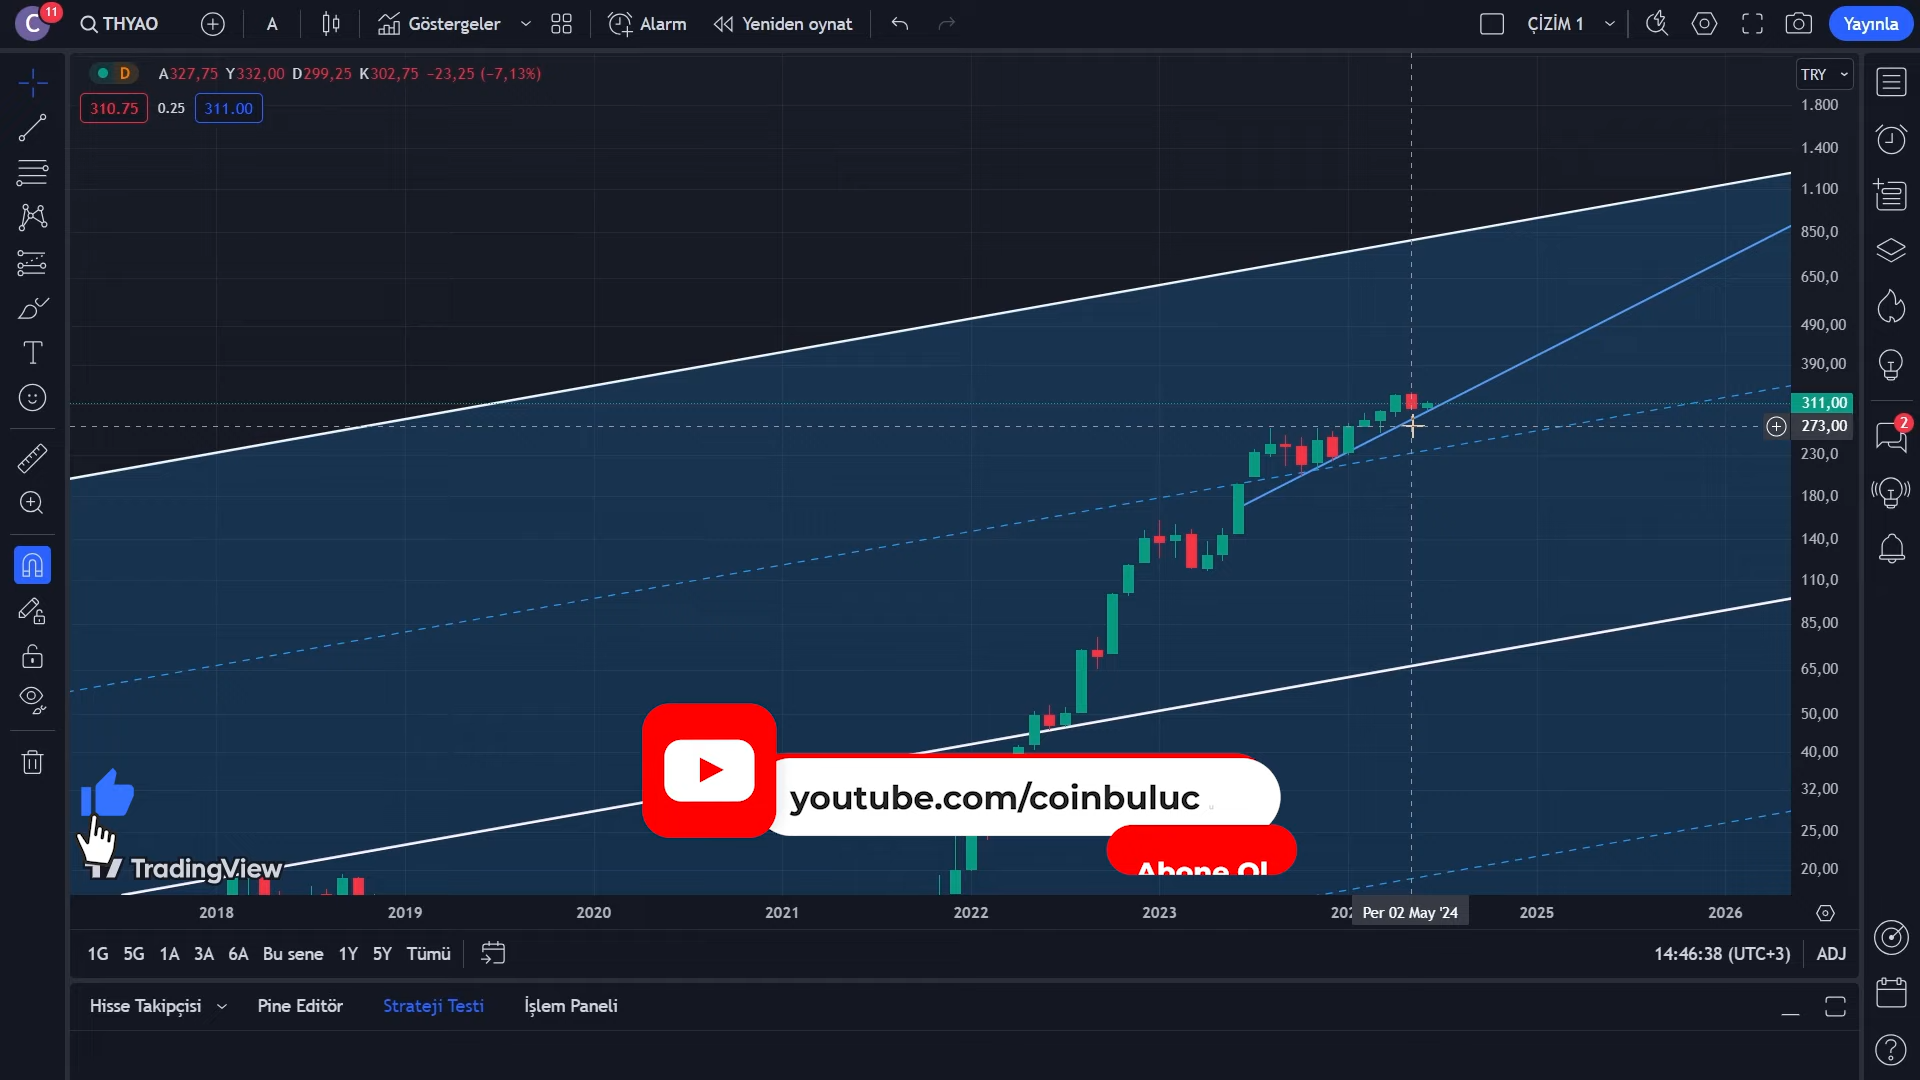 C
11
THYAO
A
Göstergeler
Alarm
Yeniden oynat
ÇİZİM 1
Yayınla
D
A327,75 Y332,00 D299,25 K302,75 −23,25 (−7,13%)
310.75
0.25
311.00
TRY
1.800
1.400
1.100
850,0
650,0
490,00
390,00
311,00
273,00
230,0
180,0
140,0
110,0
85,00
65,00
50,00
40,00
32,00
25,00
20,00
2
youtube.com/coinbuluc
Abone Ol
TradingView
2018
2019
2020
2021
2022
2023
Per 02 May '24
2025
2026
1G
5G
1A
3A
6A
Bu sene
1Y
5Y
Tümü
14:46:38 (UTC+3)
ADJ
Hisse Takipçisi
Pine Editör
Strateji Testi
İşlem Paneli